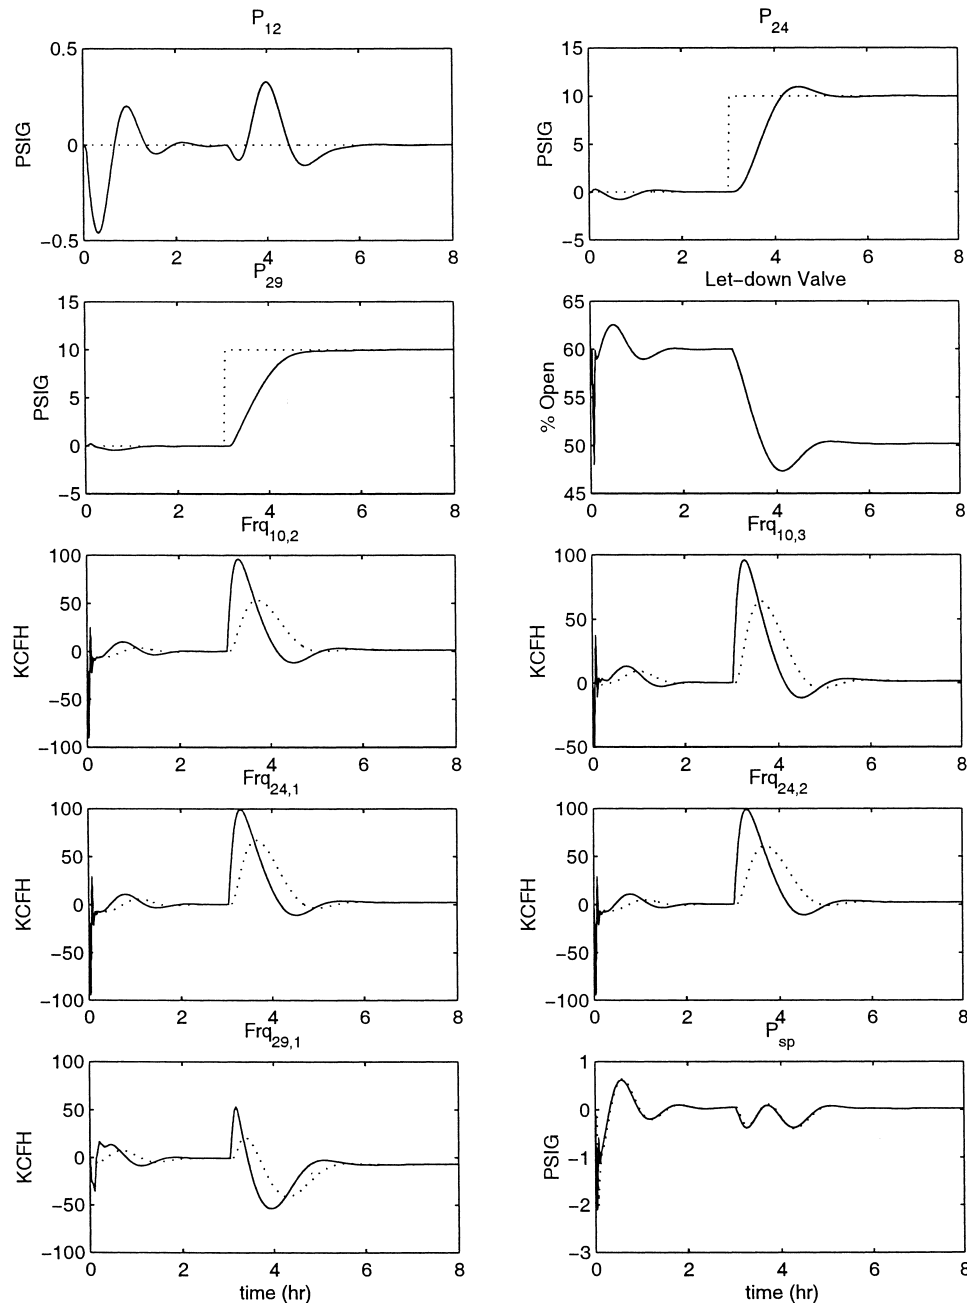 P12
0.5
0
−0.5
PSIG
0 2 4 6 8
P24
15
10
5
0
−5
PSIG
0 2 4 6 8
P29
15
10
5
0
−5
PSIG
0 2 4 6 8
Let−down Valve
65
60
55
50
45
% Open
0 2 4 6 8
Frq10,2
100
50
0
−50
−100
KCFH
0 2 4 6 8
Frq10,3
100
50
0
−50
KCFH
0 2 4 6 8
Frq24,1
100
50
0
−50
−100
KCFH
0 2 4 6 8
Frq24,2
100
50
0
−50
−100
KCFH
0 2 4 6 8
Frq29,1
100
50
0
−50
−100
KCFH
0 2 4 6 8
time (hr)
Psp
1
0
−1
−2
−3
PSIG
0 2 4 6 8
time (hr)